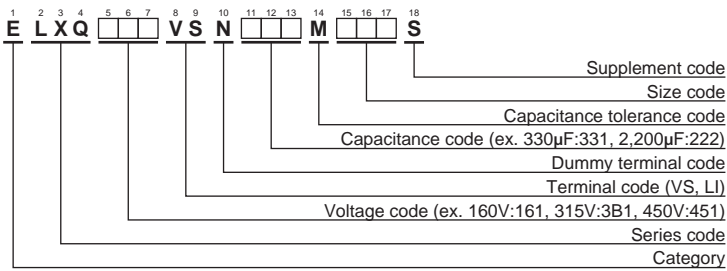 1 2 3 4 5 6 7 8 9 10 11 12 13 14 15 16 17 18
E L X Q □□□ V S N □□□ M □□□ S
Supplement code
Size code
Capacitance tolerance code
Capacitance code (ex. 330µF:331, 2,200µF:222)
Dummy terminal code
Terminal code (VS, LI)
Voltage code (ex. 160V:161, 315V:3B1, 450V:451)
Series code
Category